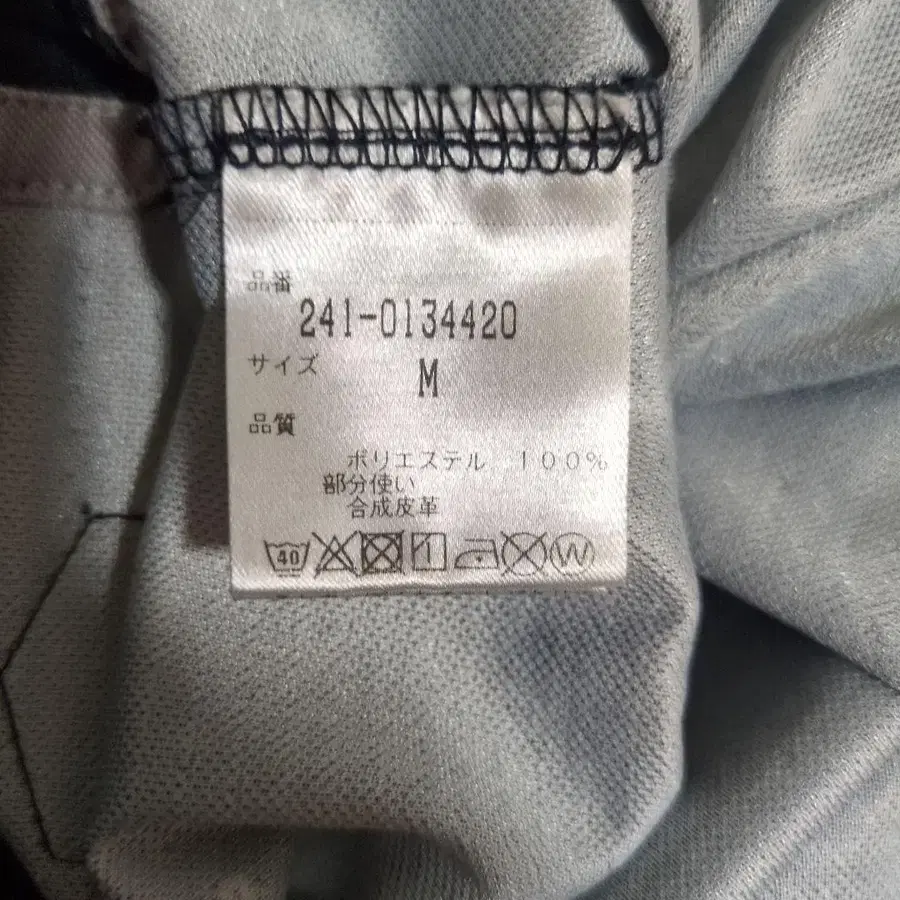 品番
241-0134420
サイズ
M
品質
ポリエステル 100%
部分使い
合成皮革
40 W